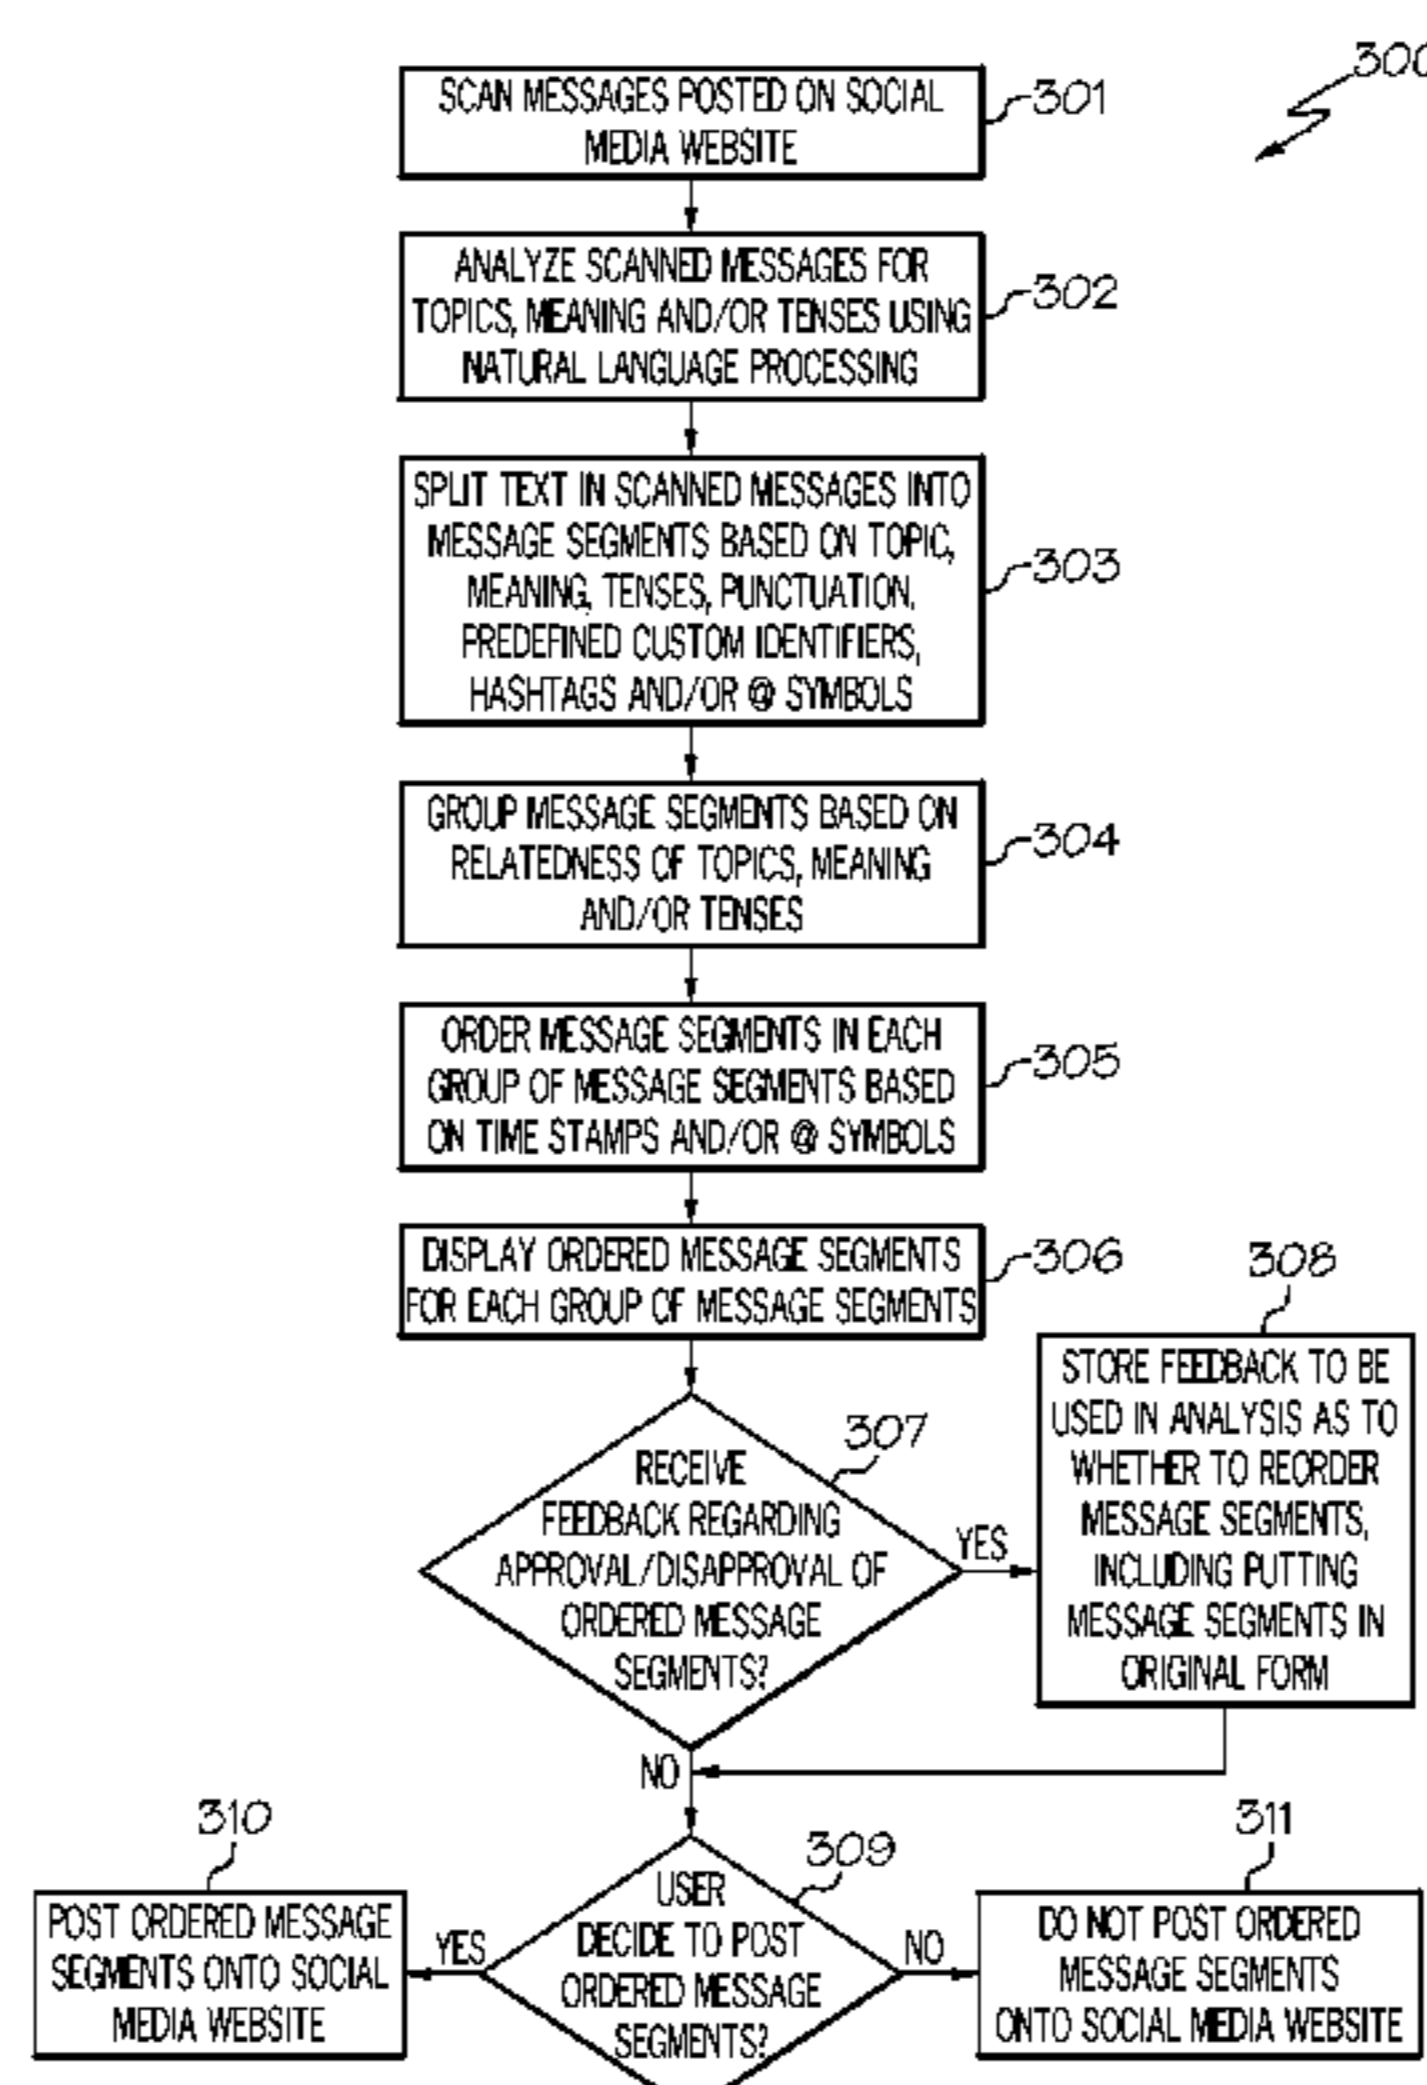 300
SCAN MESSAGES POSTED ON SOCIAL
MEDIA WEBSITE
301
ANALYZE SCANNED MESSAGES FOR
TOPICS, MEANING AND/OR TENSES USING
NATURAL LANGUAGE PROCESSING
302
SPLIT TEXT IN SCANNED MESSAGES INTO
MESSAGE SEGMENTS BASED ON TOPIC,
MEANING, TENSES, PUNCTUATION,
PREDEFINED CUSTOM IDENTIFIERS,
HASHTAGS AND/OR @ SYMBOLS
303
GROUP MESSAGE SEGMENTS BASED ON
RELATEDNESS OF TOPICS, MEANING
AND/OR TENSES
304
ORDER MESSAGE SEGMENTS IN EACH
GROUP OF MESSAGE SEGMENTS BASED
ON TIME STAMPS AND/OR @ SYMBOLS
305
DISPLAY ORDERED MESSAGE SEGMENTS
FOR EACH GROUP OF MESSAGE SEGMENTS
306
RECEIVE
FEEDBACK REGARDING
APPROVAL/DISAPPROVAL OF
ORDERED MESSAGE
SEGMENTS?
307
YES
308
STORE FEEDBACK TO BE
USED IN ANALYSIS AS TO
WHETHER TO REORDER
MESSAGE SEGMENTS,
INCLUDING PUTTING
MESSAGE SEGMENTS IN
ORIGINAL FORM
NO
309
USER
DECIDE TO POST
ORDERED MESSAGE
SEGMENTS?
YES
310
POST ORDERED MESSAGE
SEGMENTS ONTO SOCIAL
MEDIA WEBSITE
NO
311
DO NOT POST ORDERED
MESSAGE SEGMENTS
ONTO SOCIAL MEDIA WEBSITE